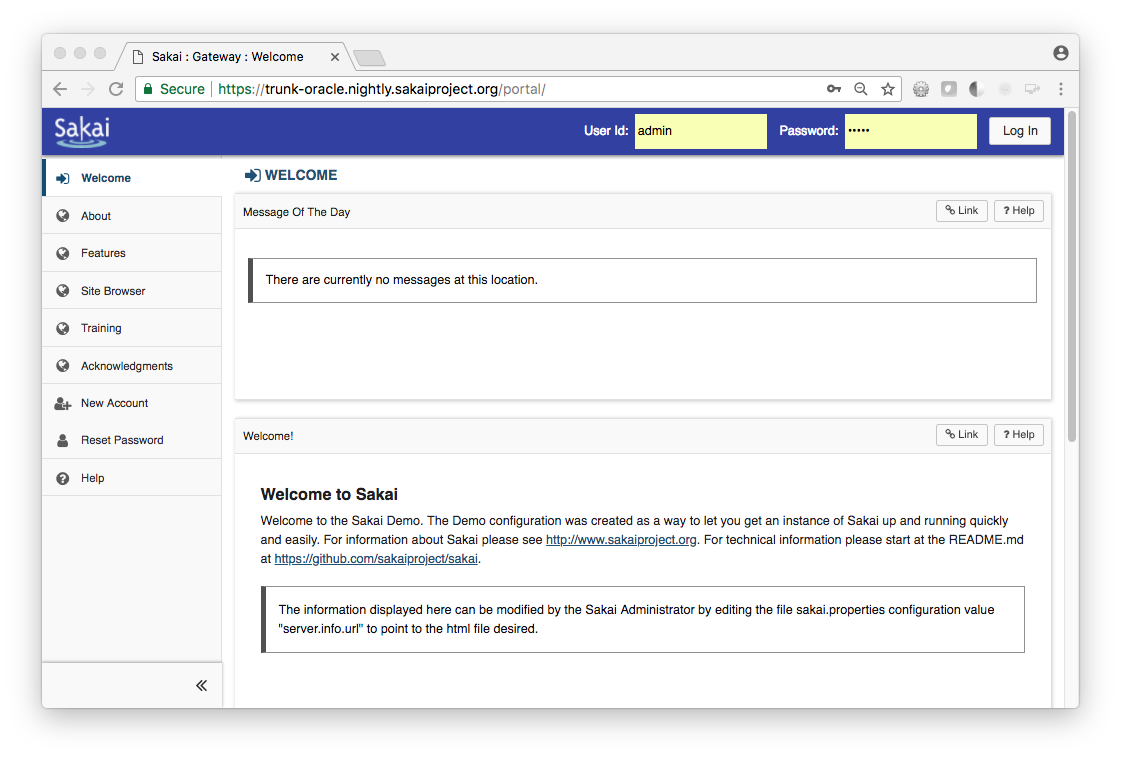 Sakai : Gateway : Welcome
Secure https://trunk-oracle.nightly.sakaiproject.org/portal/
Sakai
User Id: admin Password: ••••• Log In
Welcome
About
Features
Site Browser
Training
Acknowledgments
New Account
Reset Password
Help
WELCOME
Message Of The Day
Link ? Help
There are currently no messages at this location.
Welcome!
Link ? Help
Welcome to Sakai
Welcome to the Sakai Demo. The Demo configuration was created as a way to let you get an instance of Sakai up and running quickly
and easily. For information about Sakai please see http://www.sakaiproject.org. For technical information please start at the README.md
at https://github.com/sakaiproject/sakai.
The information displayed here can be modified by the Sakai Administrator by editing the file sakai.properties configuration value
"server.info.url" to point to the html file desired.